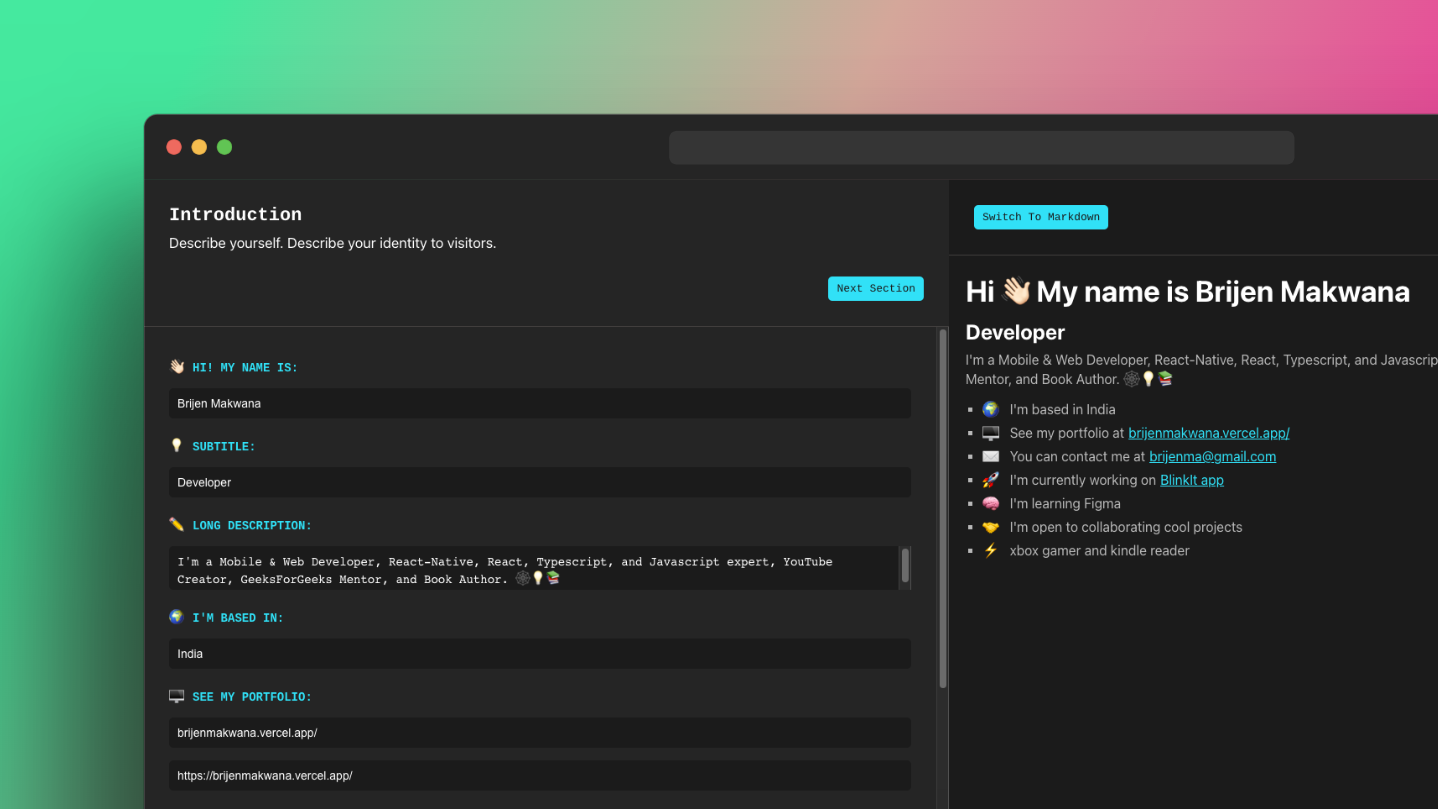 Introduction
Describe yourself. Describe your identity to visitors.
Next Section
👋🏻 HI! MY NAME IS:
Brijen Makwana
💡 SUBTITLE:
Developer
✏️ LONG DESCRIPTION:
I'm a Mobile & Web Developer, React-Native, React, Typescript, and Javascript expert, YouTube
Creator, GeeksForGeeks Mentor, and Book Author. 🕸️💡📚
🌍 I'M BASED IN:
India
🖥️ SEE MY PORTFOLIO:
brijenmakwana.vercel.app/
https://brijenmakwana.vercel.app/
Switch To Markdown
Hi 👋🏻 My name is Brijen Makwana
Developer
I'm a Mobile & Web Developer, React-Native, React, Typescript, and Javascrip
Mentor, and Book Author. 🕸️💡📚
▪ 🌍 I'm based in India
▪ 🖥️ See my portfolio at brijenmakwana.vercel.app/
▪ ✉️ You can contact me at brijenma@gmail.com
▪ 🚀 I'm currently working on BlinkIt app
▪ 🧠 I'm learning Figma
▪ 🤝 I'm open to collaborating cool projects
▪ ⚡ xbox gamer and kindle reader